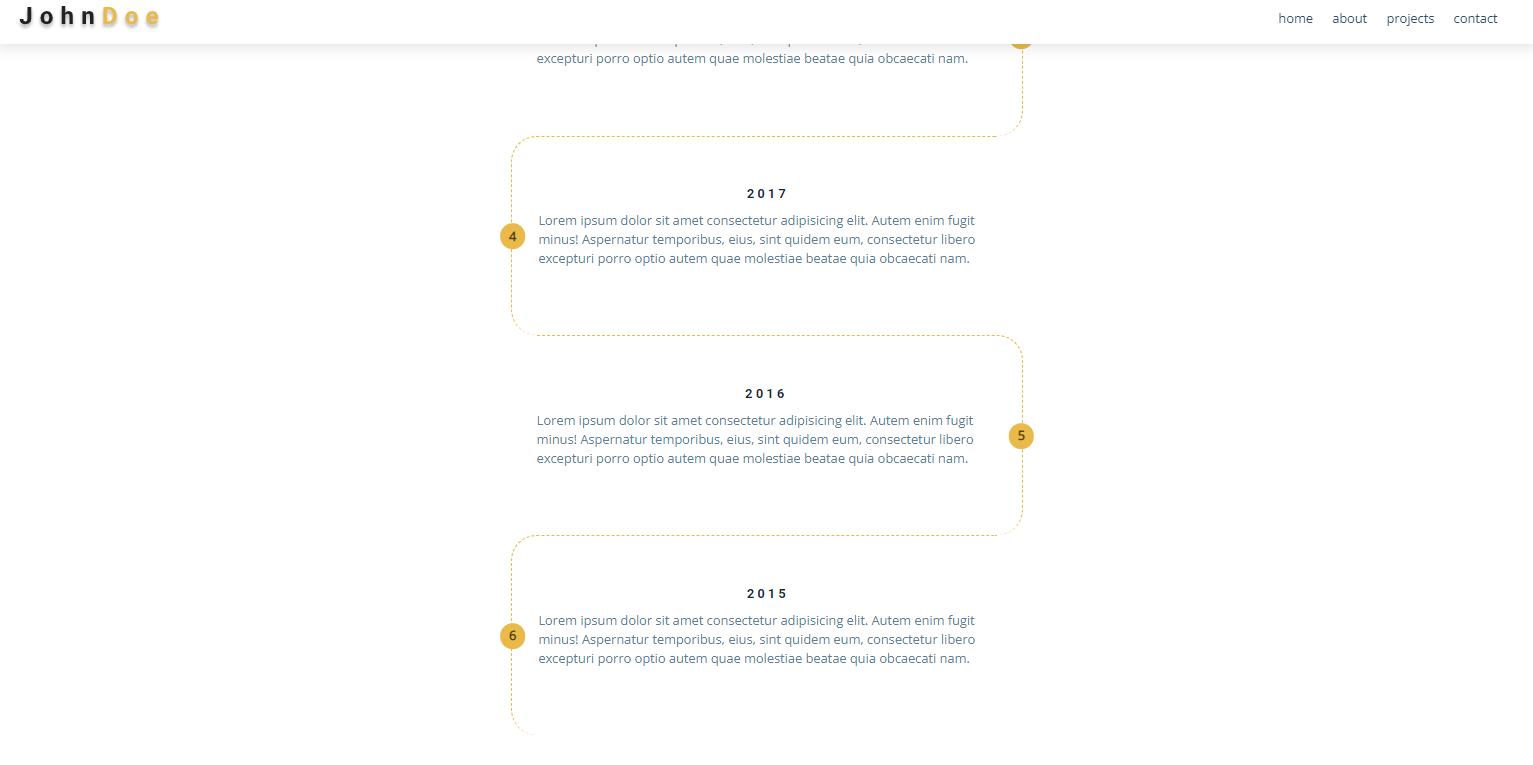 JohnDoe
home about projects contact
excepturi porro optio autem quae molestiae beatae quia obcaecati nam.
2017
Lorem ipsum dolor sit amet consectetur adipisicing elit. Autem enim fugit
4
minus! Aspernatur temporibus, eius, sint quidem eum, consectetur libero
excepturi porro optio autem quae molestiae beatae quia obcaecati nam.
2016
Lorem ipsum dolor sit amet consectetur adipisicing elit. Autem enim fugit
minus! Aspernatur temporibus, eius, sint quidem eum, consectetur libero
5
excepturi porro optio autem quae molestiae beatae quia obcaecati nam.
2015
Lorem ipsum dolor sit amet consectetur adipisicing elit. Autem enim fugit
6
minus! Aspernatur temporibus, eius, sint quidem eum, consectetur libero
excepturi porro optio autem quae molestiae beatae quia obcaecati nam.